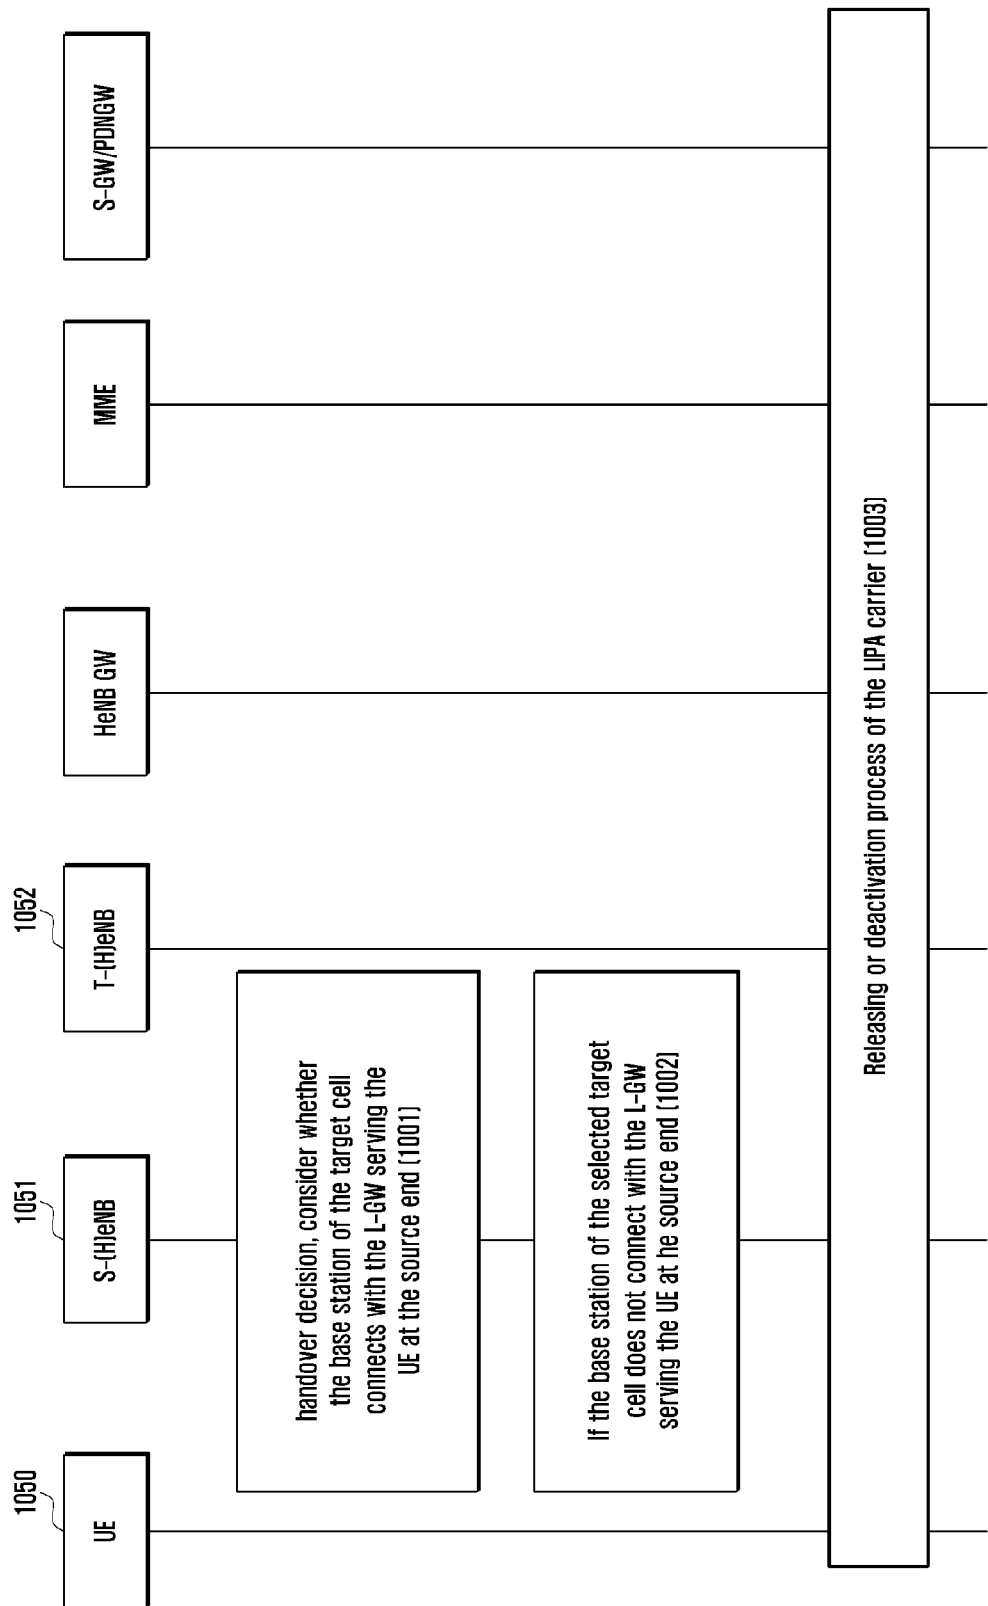 1050
UE
1051
S-(H)eNB
1052
T-(H)eNB
HeNB GW
MME
S-GW/PDNGW
handover decision, consider whether
the base station of the target cell
connects with the L-GW serving the
UE at the source end (1001)
If the base station of the selected target
cell does not connect with the L-GW
serving the UE at he source end (1002)
Releasing or deactivation process of the LIPA carrier (1003)